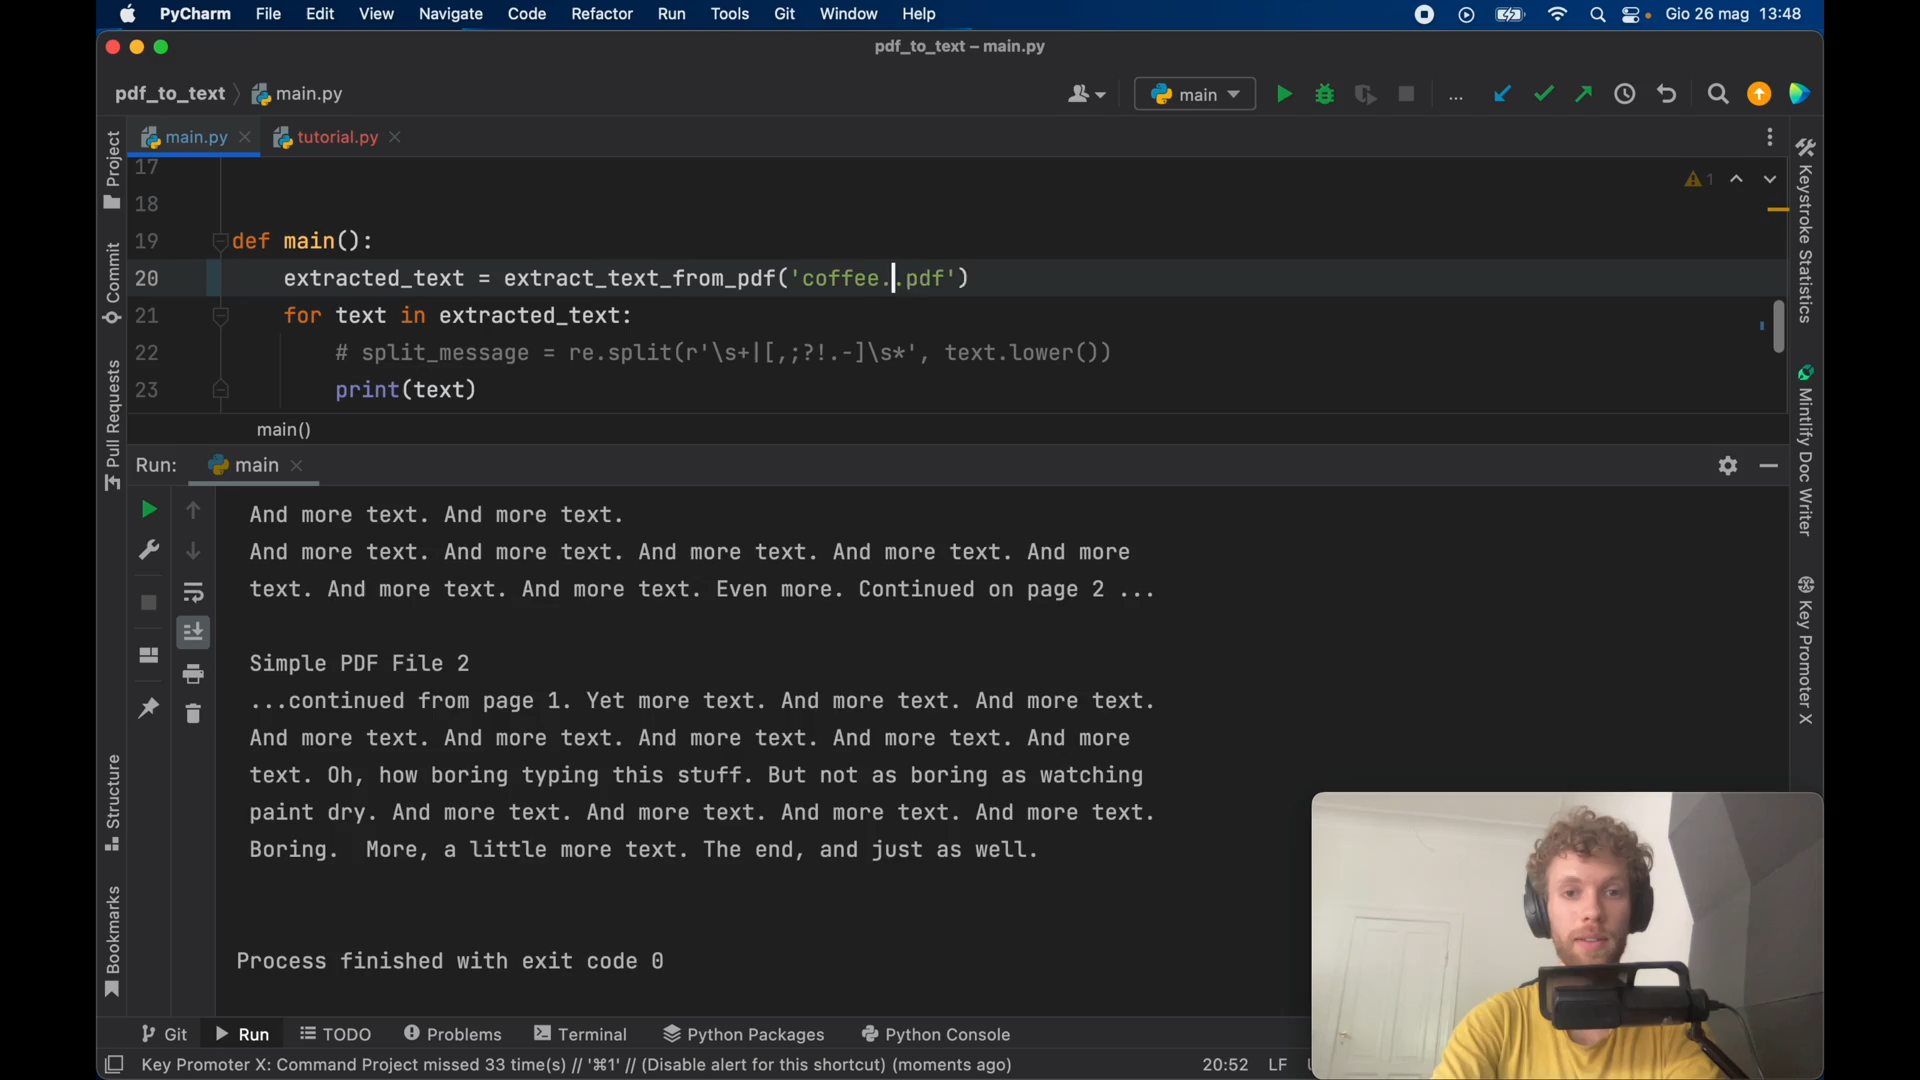 PyCharm File Edit View Navigate Code Refactor Run Tools Git Window Help Gio 26 mag 13:48
pdf_to_text – main.py
pdf_to_text main.py main ...
main.py tutorial.py
17
18
19 def main():
20 extracted_text = extract_text_from_pdf('coffee..pdf')
21 for text in extracted_text:
22 # split_message = re.split(r'\s+|[,;?!.-]\s*', text.lower())
23 print(text)
1
main()
Project
Commit
Pull Requests
Structure
Bookmarks
Keystroke Statistics
Mintlify Doc Writer
Key Promoter X
Run: main
And more text. And more text.
And more text. And more text. And more text. And more text. And more
text. And more text. And more text. Even more. Continued on page 2 ...
Simple PDF File 2
...continued from page 1. Yet more text. And more text. And more text.
And more text. And more text. And more text. And more text. And more
text. Oh, how boring typing this stuff. But not as boring as watching
paint dry. And more text. And more text. And more text. And more text.
Boring.  More, a little more text. The end, and just as well.
Process finished with exit code 0
Git Run TODO Problems Terminal Python Packages Python Console
Key Promoter X: Command Project missed 33 time(s) // '⌘1' // (Disable alert for this shortcut) (moments ago) 20:52 LF